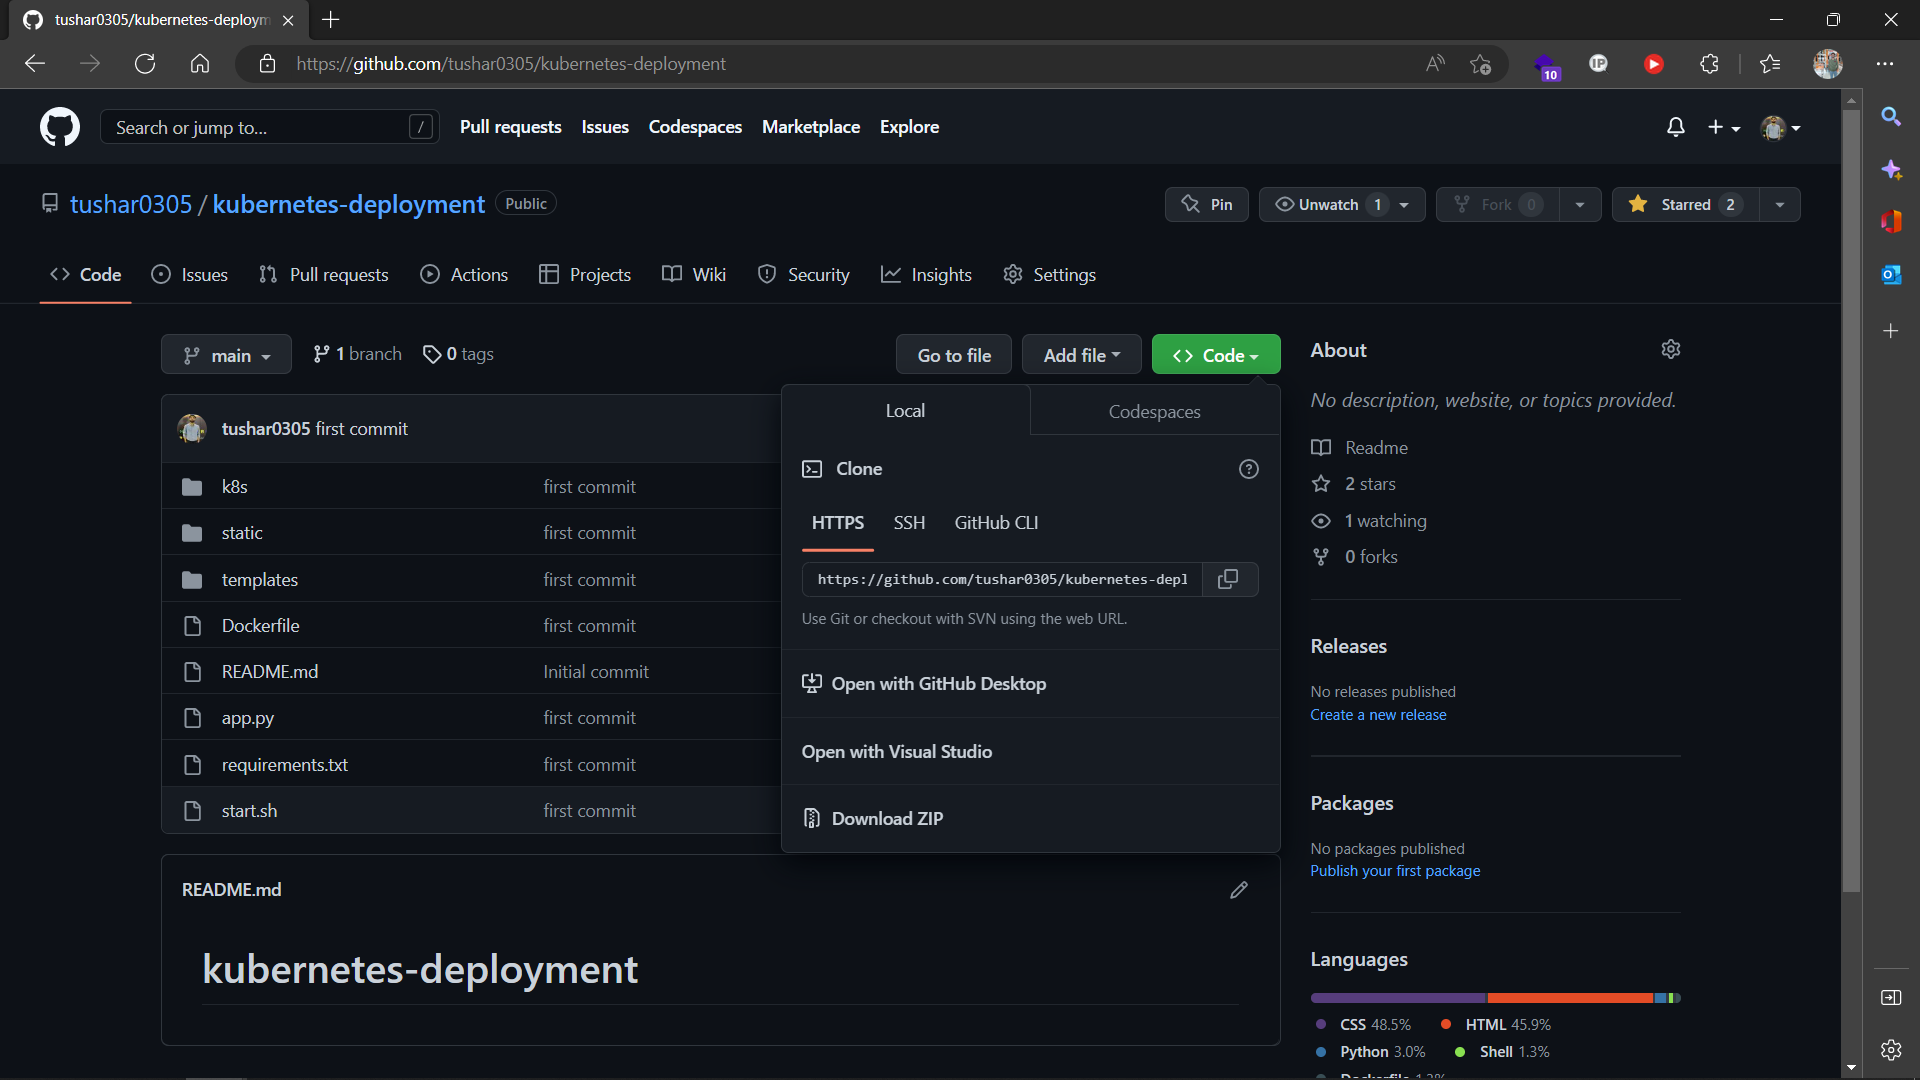 tushar0305/kubernetes-deploym
https://github.com/tushar0305/kubernetes-deployment
10
IP
Search or jump to...
/
Pull requests
Issues
Codespaces
Marketplace
Explore
tushar0305 / kubernetes-deployment
Public
Pin
Unwatch 1
Fork 0
Starred 2
Code
Issues
Pull requests
Actions
Projects
Wiki
Security
Insights
Settings
main
1 branch
0 tags
Go to file
Add file
Code
tushar0305 first commit
k8s first commit
static first commit
templates first commit
Dockerfile first commit
README.md Initial commit
app.py first commit
requirements.txt first commit
start.sh first commit
Local
Codespaces
Clone
HTTPS
SSH
GitHub CLI
https://github.com/tushar0305/kubernetes-depl
Use Git or checkout with SVN using the web URL.
Open with GitHub Desktop
Open with Visual Studio
Download ZIP
README.md
kubernetes-deployment
About
No description, website, or topics provided.
Readme
2 stars
1 watching
0 forks
Releases
No releases published
Create a new release
Packages
No packages published
Publish your first package
Languages
CSS 48.5%
HTML 45.9%
Python 3.0%
Shell 1.3%